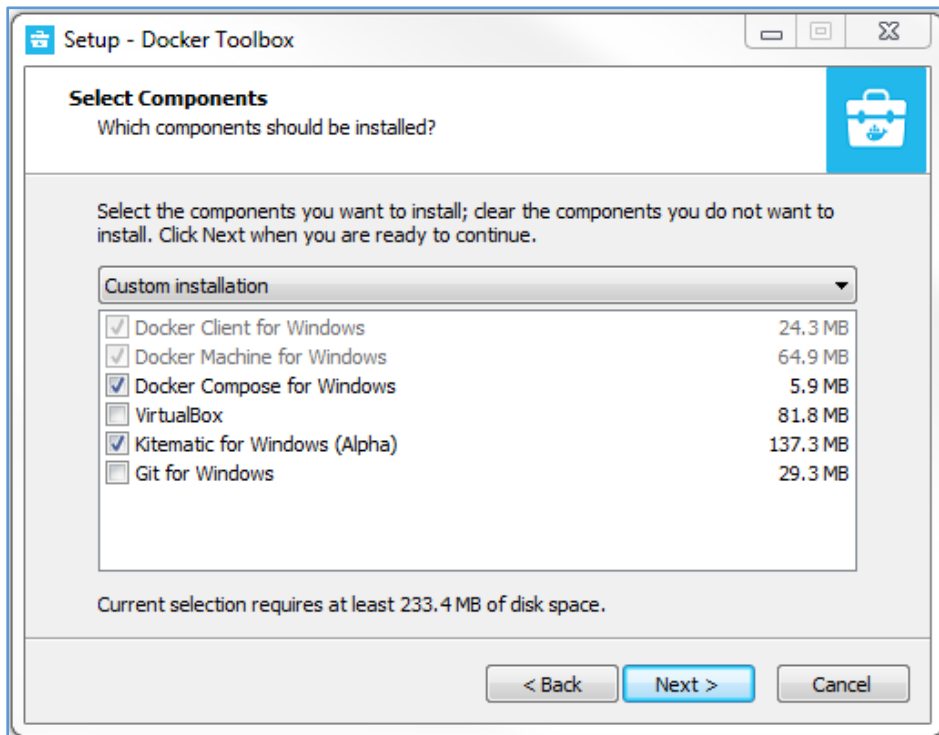 Setup - Docker Toolbox
Select Components
Which components should be installed?
Select the components you want to install; clear the components you do not want to
install. Click Next when you are ready to continue.
Custom installation
Docker Client for Windows 24.3 MB
Docker Machine for Windows 64.9 MB
Docker Compose for Windows 5.9 MB
VirtualBox 81.8 MB
Kitematic for Windows (Alpha) 137.3 MB
Git for Windows 29.3 MB
Current selection requires at least 233.4 MB of disk space.
< Back Next > Cancel